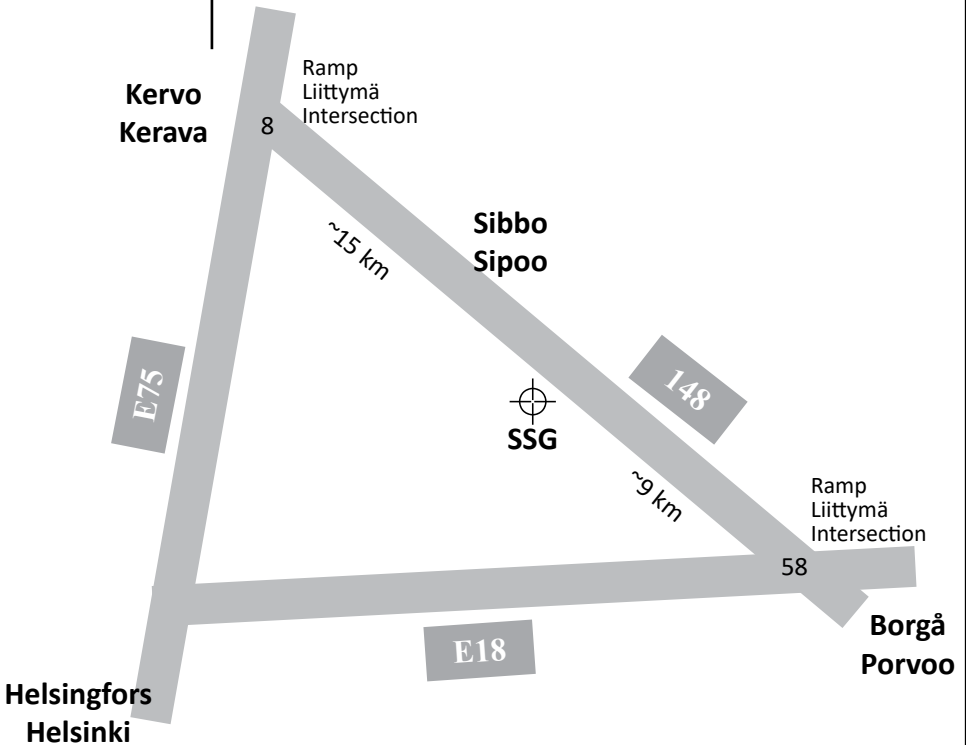 Ramp
Liittymä
Intersection
Kervo
Kerava
8
Sibbo
Sipoo
~15 km
E75
148
SSG
~9 km
Ramp
Liittymä
Intersection
58
Borgå
Porvoo
E18
Helsingfors
Helsinki